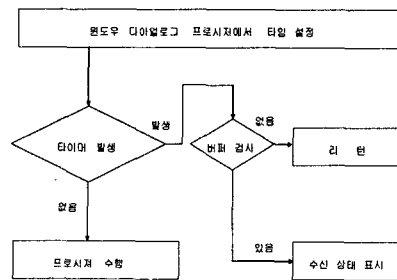 윈도우 다이얼로그 프로시저에서 타임 설정
발생
없음
타이머 발생
버퍼 검사
리 턴
없음
있음
프로시져 수행
수신 상태 표시